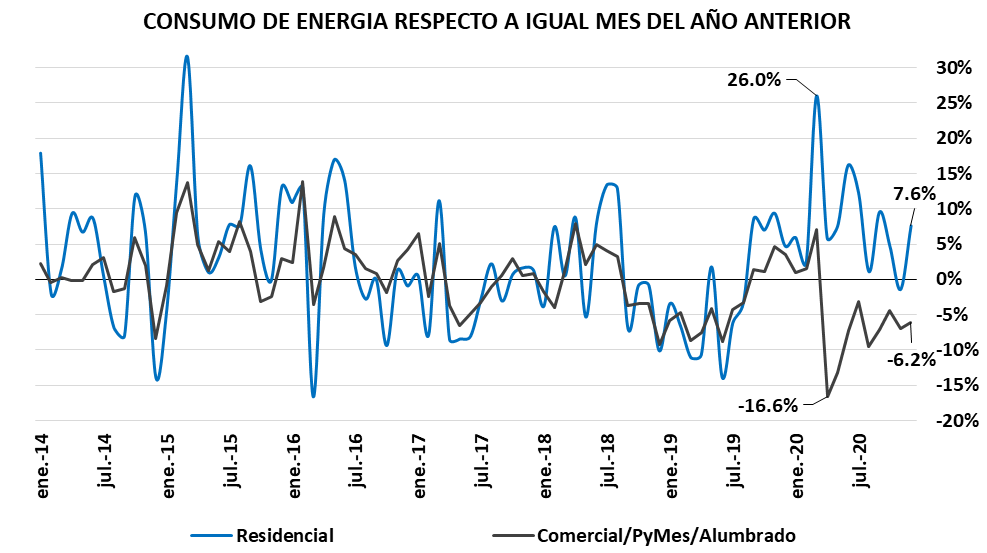 CONSUMO DE ENERGIA RESPECTO A IGUAL MES DEL AÑO ANTERIOR
30%
26.0%
25%
20%
15%
7.6%
10%
5%
0%
-5%
-6.2%
-10%
-16.6%
-15%
-20%
ene.-14
jul.-14
ene.-15
jul.-15
ene.-16
jul.-16
ene.-17
jul.-17
ene.-18
jul.-18
ene.-19
jul.-19
ene.-20
jul.-20
Residencial
Comercial/PyMes/Alumbrado